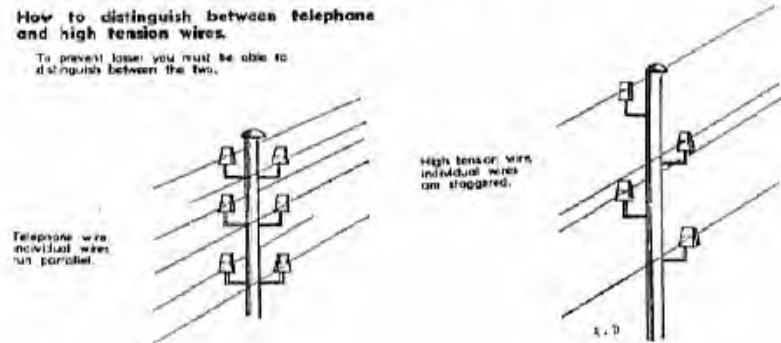 How to distinguish between telephone
and high tension wires.
To prevent losses you must be able to
distinguish between the two.
High tension wire,
individual wires
are staggered.
Telephone wire
individual wires
run parrallel.